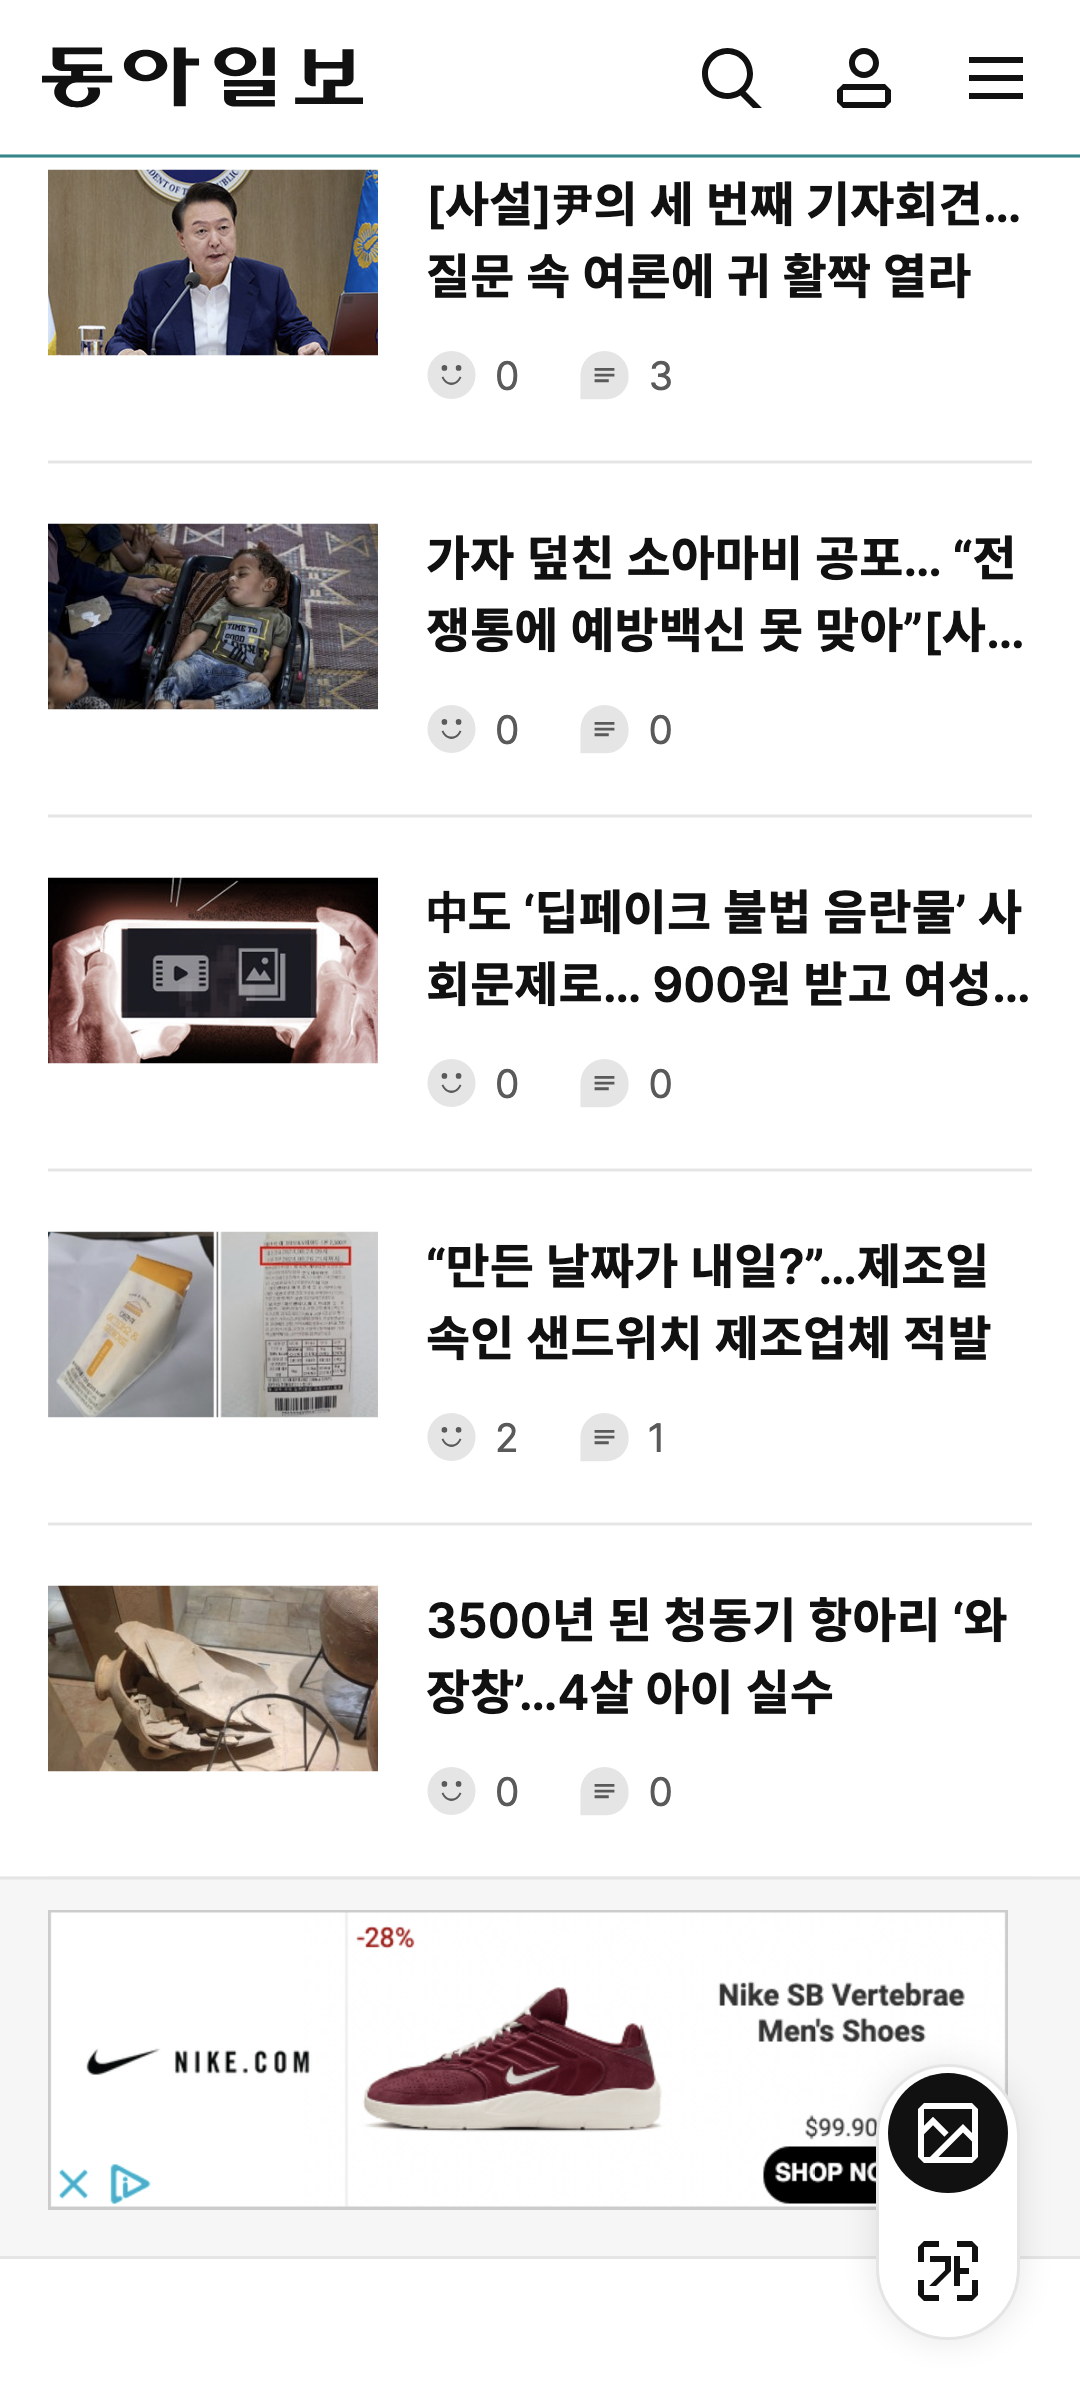 동아일보
[사설]尹의 세 번째 기자회견...
질문 속 여론에 귀 활짝 열라
0 3
가자 덮친 소아마비 공포... “전
쟁통에 예방백신 못 맞아”[사...
TIME TO
0 0
中도 ‘딥페이크 불법 음란물’ 사
회문제로... 900원 받고 여성...
0 0
“만든 날짜가 내일?”...제조일
속인 샌드위치 제조업체 적발
2 1
3500년 된 청동기 항아리 ‘와
장창’...4살 아이 실수
0 0
-28%
NIKE.COM
Nike SB Vertebrae
Men's Shoes
$99.90
SHOP
가